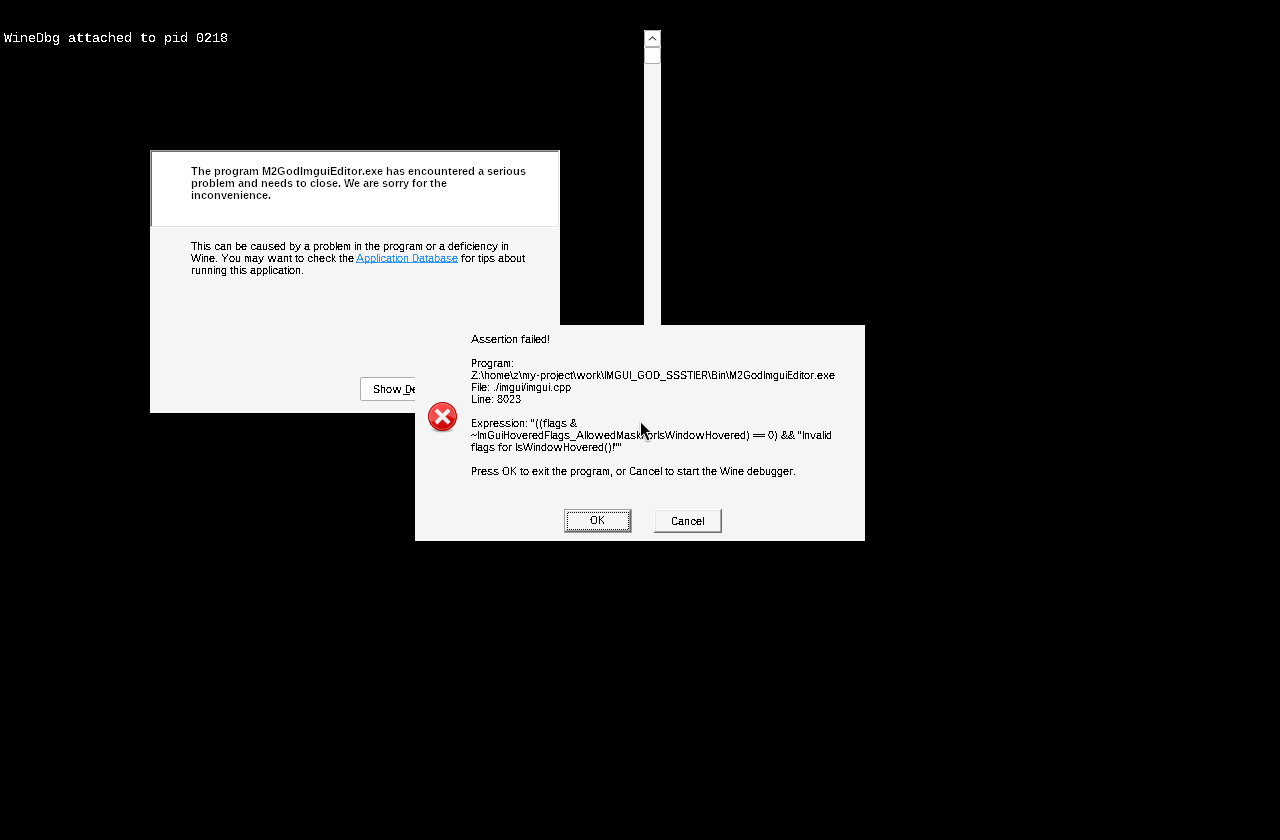 WineDbg attached to pid 0218
The program M2GodImguiEditor.exe has encountered a serious
problem and needs to close. We are sorry for the
inconvenience.
This can be caused by a problem in the program or a deficiency in
Wine. You may want to check the Application Database for tips about
running this application.
Show De
Assertion failed!
Program:
Z:\home\z\my-project\work\IMGUI_GOD_SSSTIER\Bin\M2GodImguiEditor.exe
File: ./imgui/imgui.cpp
Line: 8023
Expression: "((flags &
~ImGuiHoveredFlags_AllowedMaskForIsWindowHovered) == 0) && "Invalid
flags for IsWindowHovered()!""
Press OK to exit the program, or Cancel to start the Wine debugger.
OK
Cancel